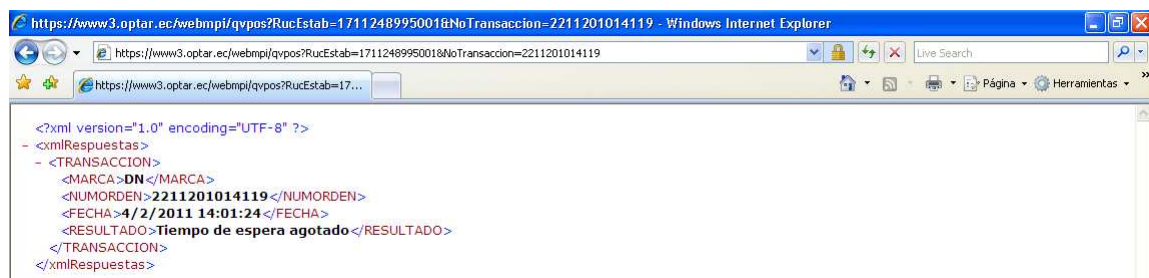 https://www3.optar.ec/webmpi/qvpos?RucEstab=1711248995001&NoTransaccion=2211201014119 - Windows Internet Explorer
https://www3.optar.ec/webmpi/qvpos?RucEstab=1711248995001&NoTransaccion=2211201014119
Live Search
https://www3.optar.ec/webmpi/qvpos?RucEstab=17...
Página
Herramientas
<?xml version="1.0" encoding="UTF-8" ?>
- <xmlRespuestas>
- <TRANSACCION>
<MARCA>DN</MARCA>
<NUMORDEN>2211201014119</NUMORDEN>
<FECHA>4/2/2011 14:01:24</FECHA>
<RESULTADO>Tiempo de espera agotado</RESULTADO>
</TRANSACCION>
</xmlRespuestas>